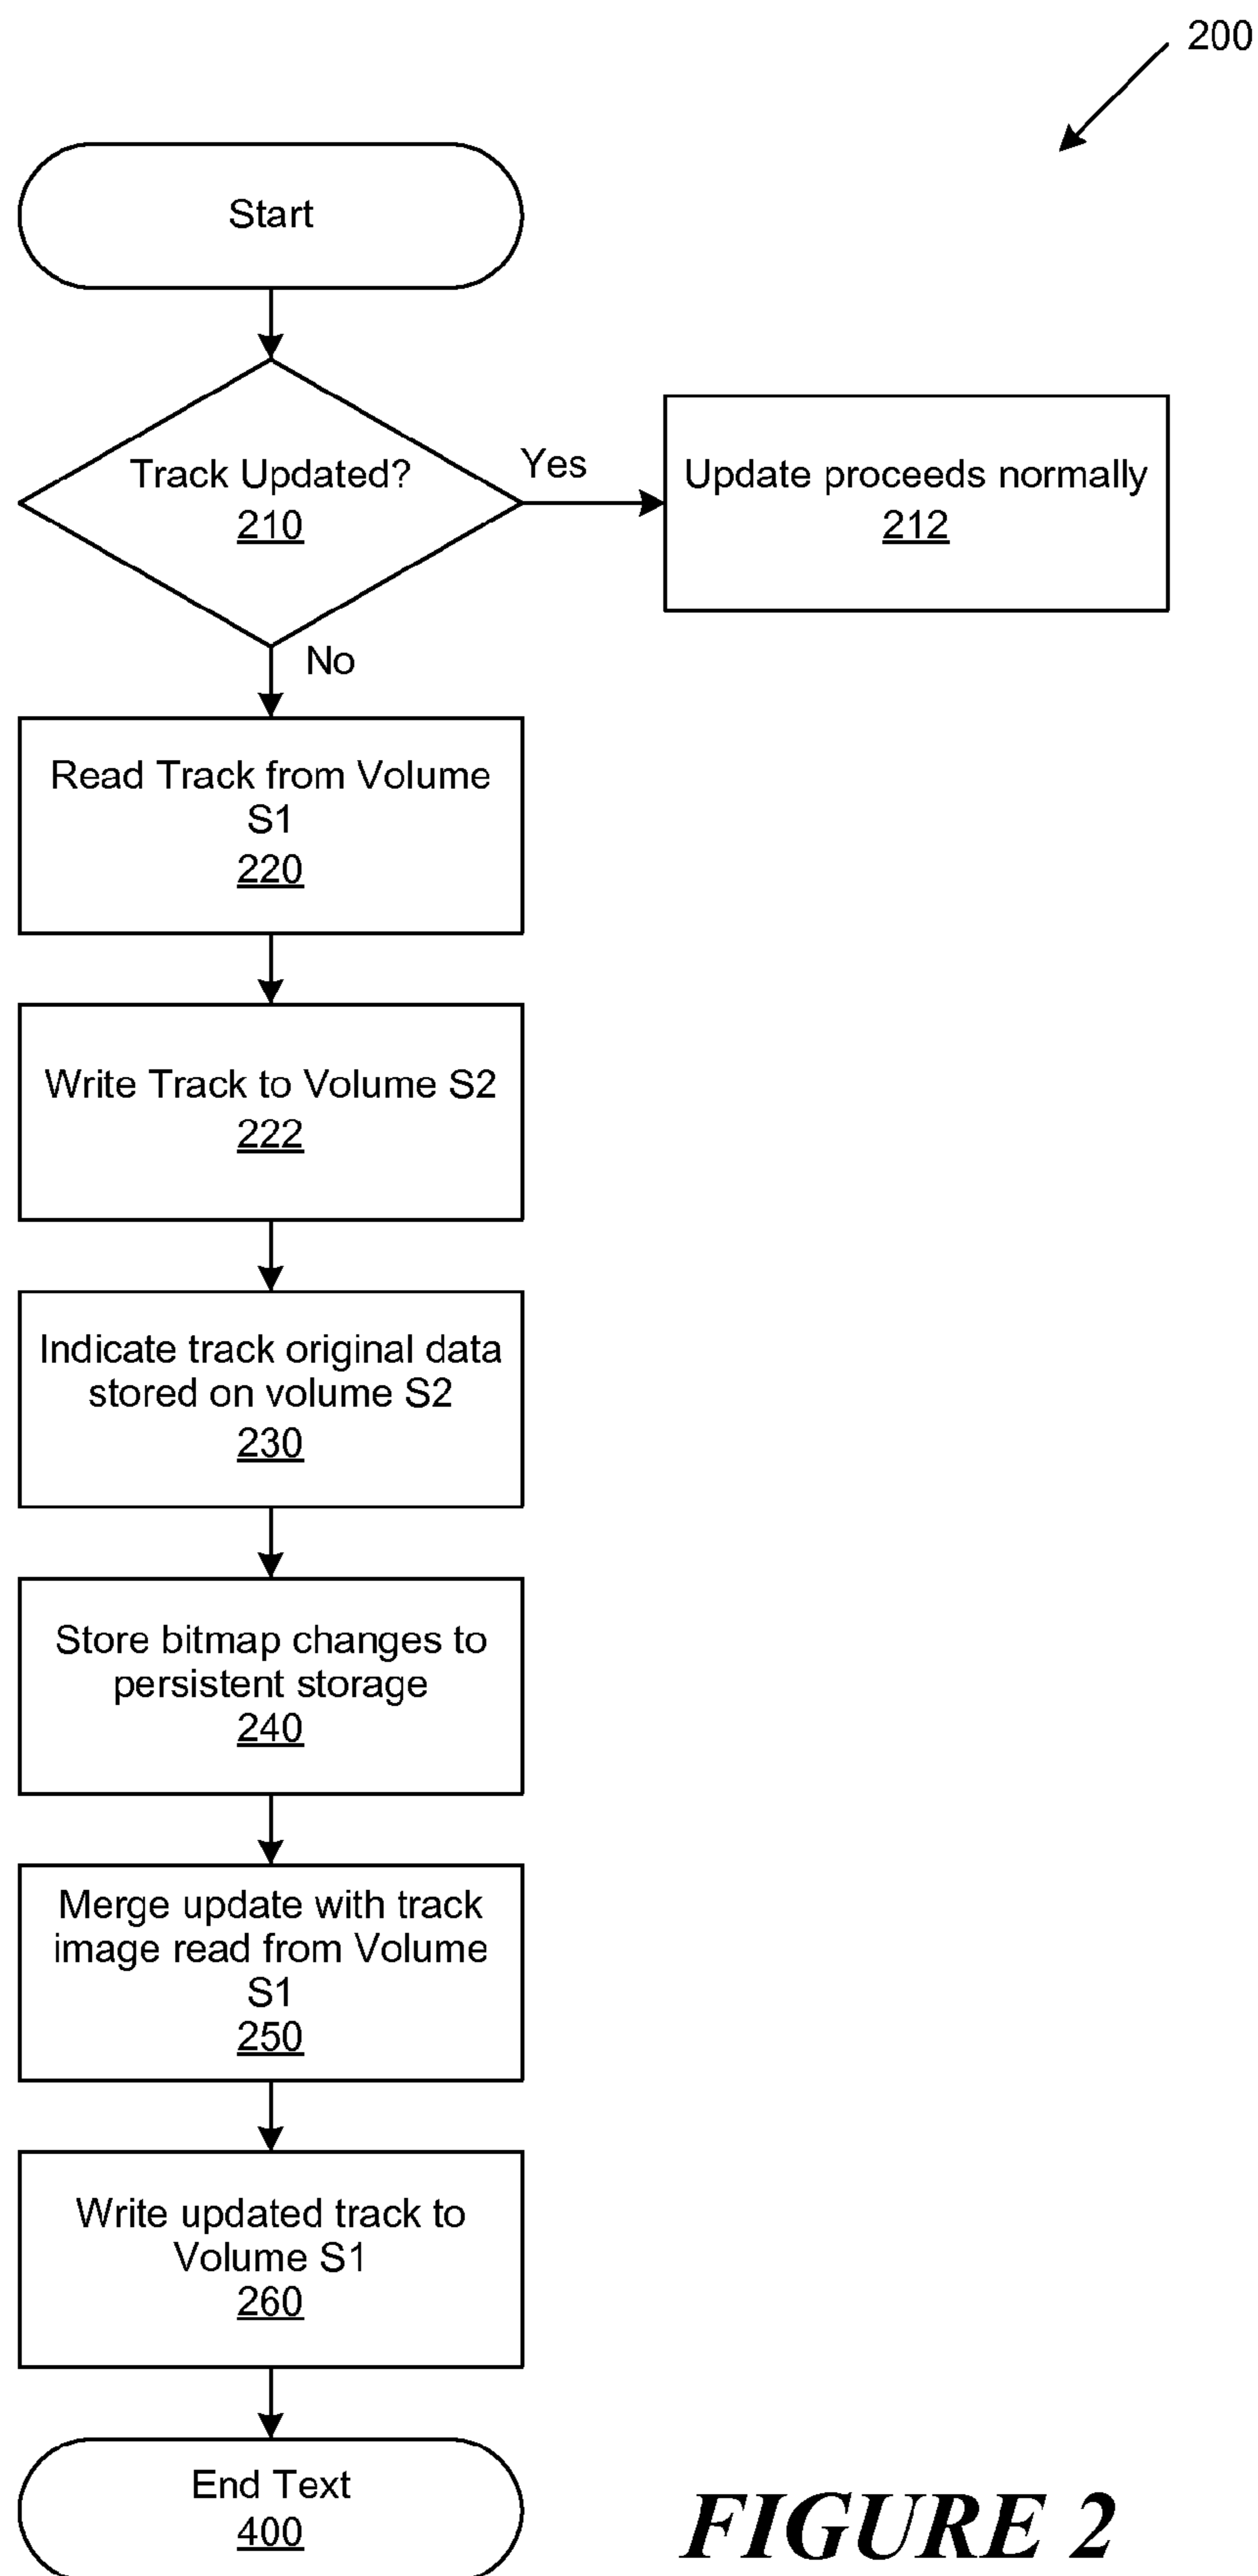 200
Start
Track Updated?
210
Yes
Update proceeds normally
212
No
Read Track from Volume
S1
220
Write Track to Volume S2
222
Indicate track original data
stored on volume S2
230
Store bitmap changes to
persistent storage
240
Merge update with track
image read from Volume
S1
250
Write updated track to
Volume S1
260
End Text
400
FIGURE 2